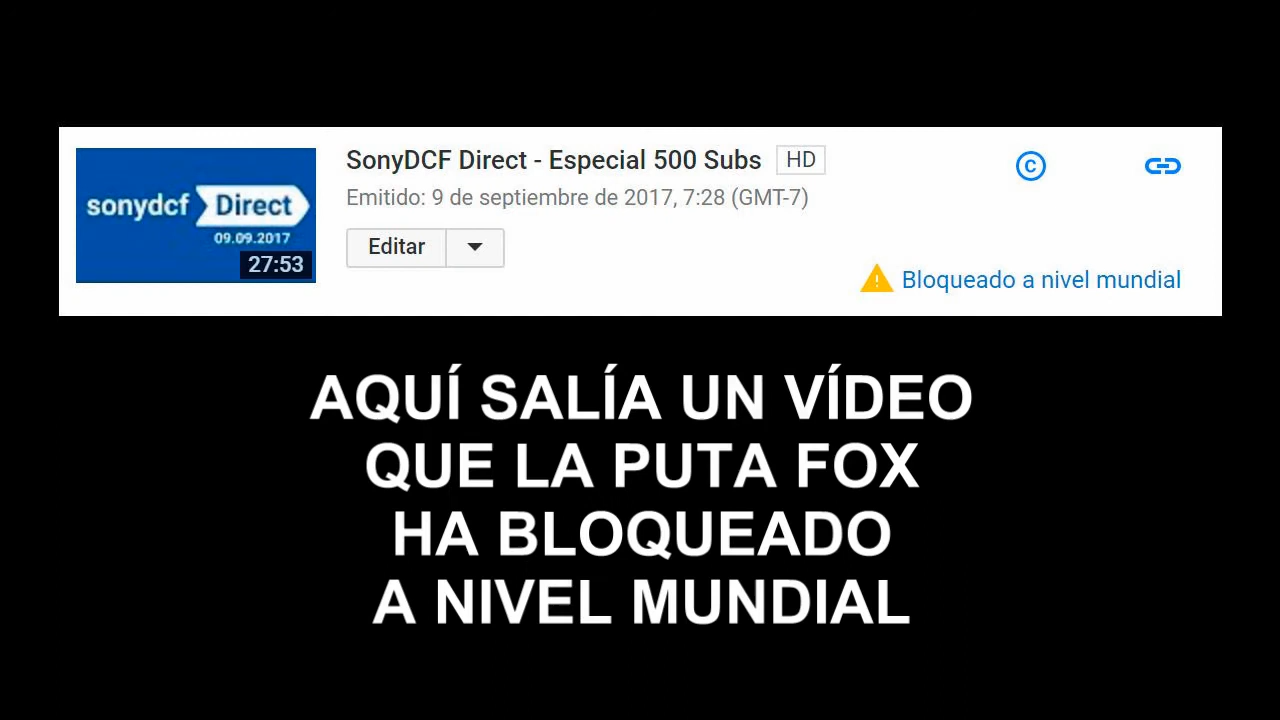 sonydcf Direct
09.09.2017
27:53
SonyDCF Direct - Especial 500 Subs HD
Emitido: 9 de septiembre de 2017, 7:28 (GMT-7)
Editar
Bloqueado a nivel mundial
AQUÍ SALÍA UN VÍDEO
QUE LA PUTA FOX
HA BLOQUEADO
A NIVEL MUNDIAL